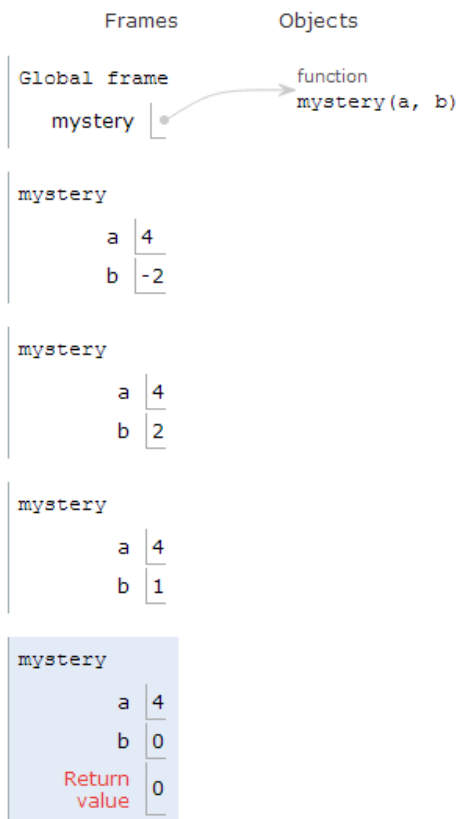 Frames Objects
Global frame
mystery
function
mystery(a, b)
mystery
a 4
b -2
mystery
a 4
b 2
mystery
a 4
b 1
mystery
a 4
b 0
Return
value 0